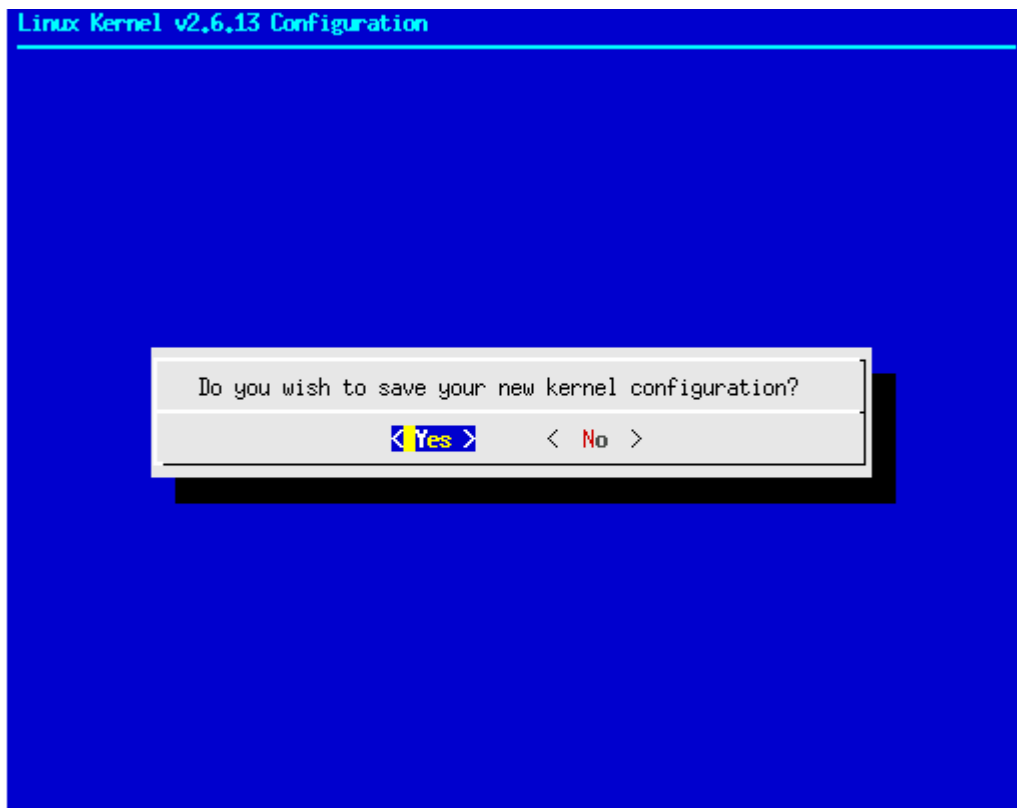 Linux Kernel v2.6.13 Configuration
Do you wish to save your new kernel configuration?
< Yes > < No >